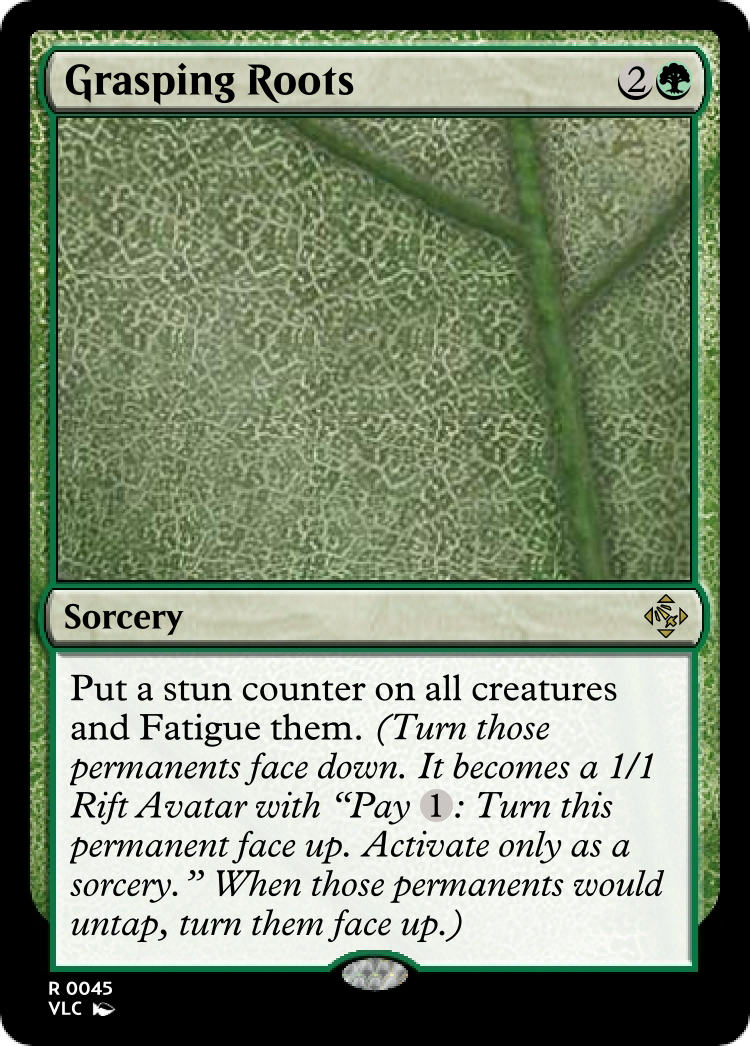 Grasping Roots 2
Sorcery
Put a stun counter on all creatures
and Fatigue them. (Turn those
permanents face down. It becomes a 1/1
Rift Avatar with “Pay 1: Turn this
permanent face up. Activate only as a
sorcery.” When those permanents would
untap, turn them face up.)
R 0045
VLC